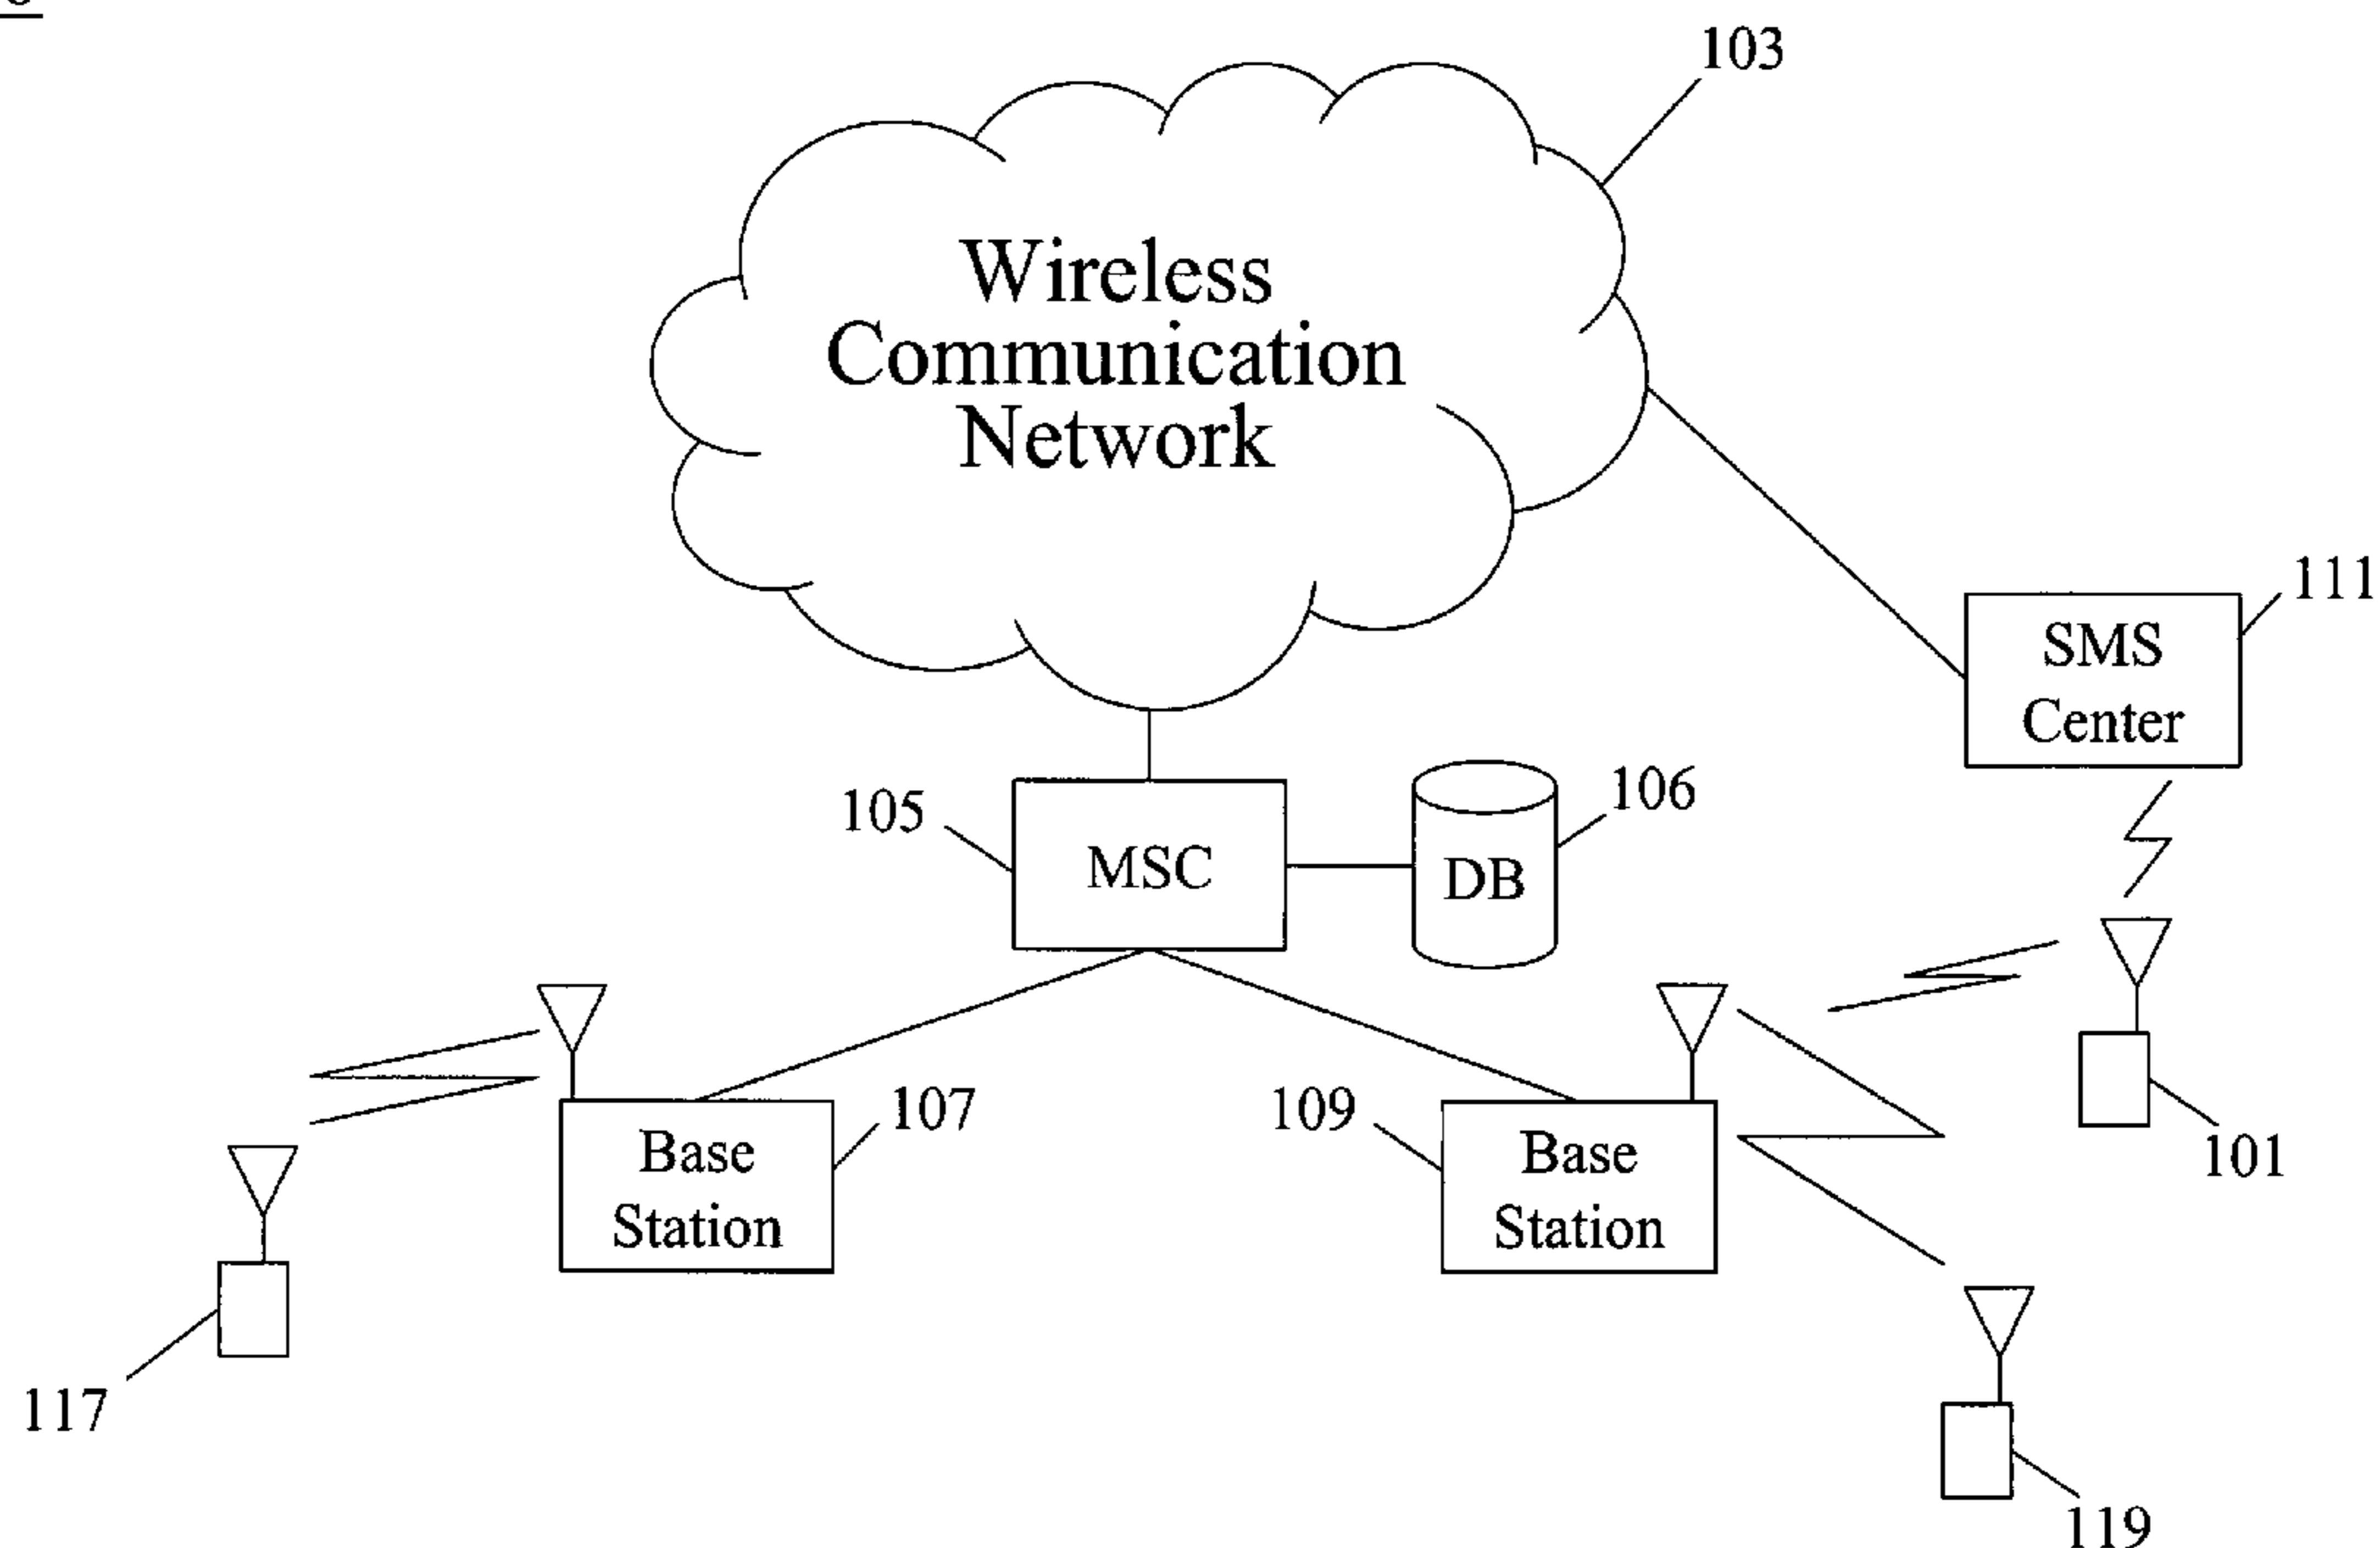 103
Wireless
Communication
Network
111
SMS
Center
105
MSC
106
DB
107
Base
Station
109
Base
Station
101
117
119